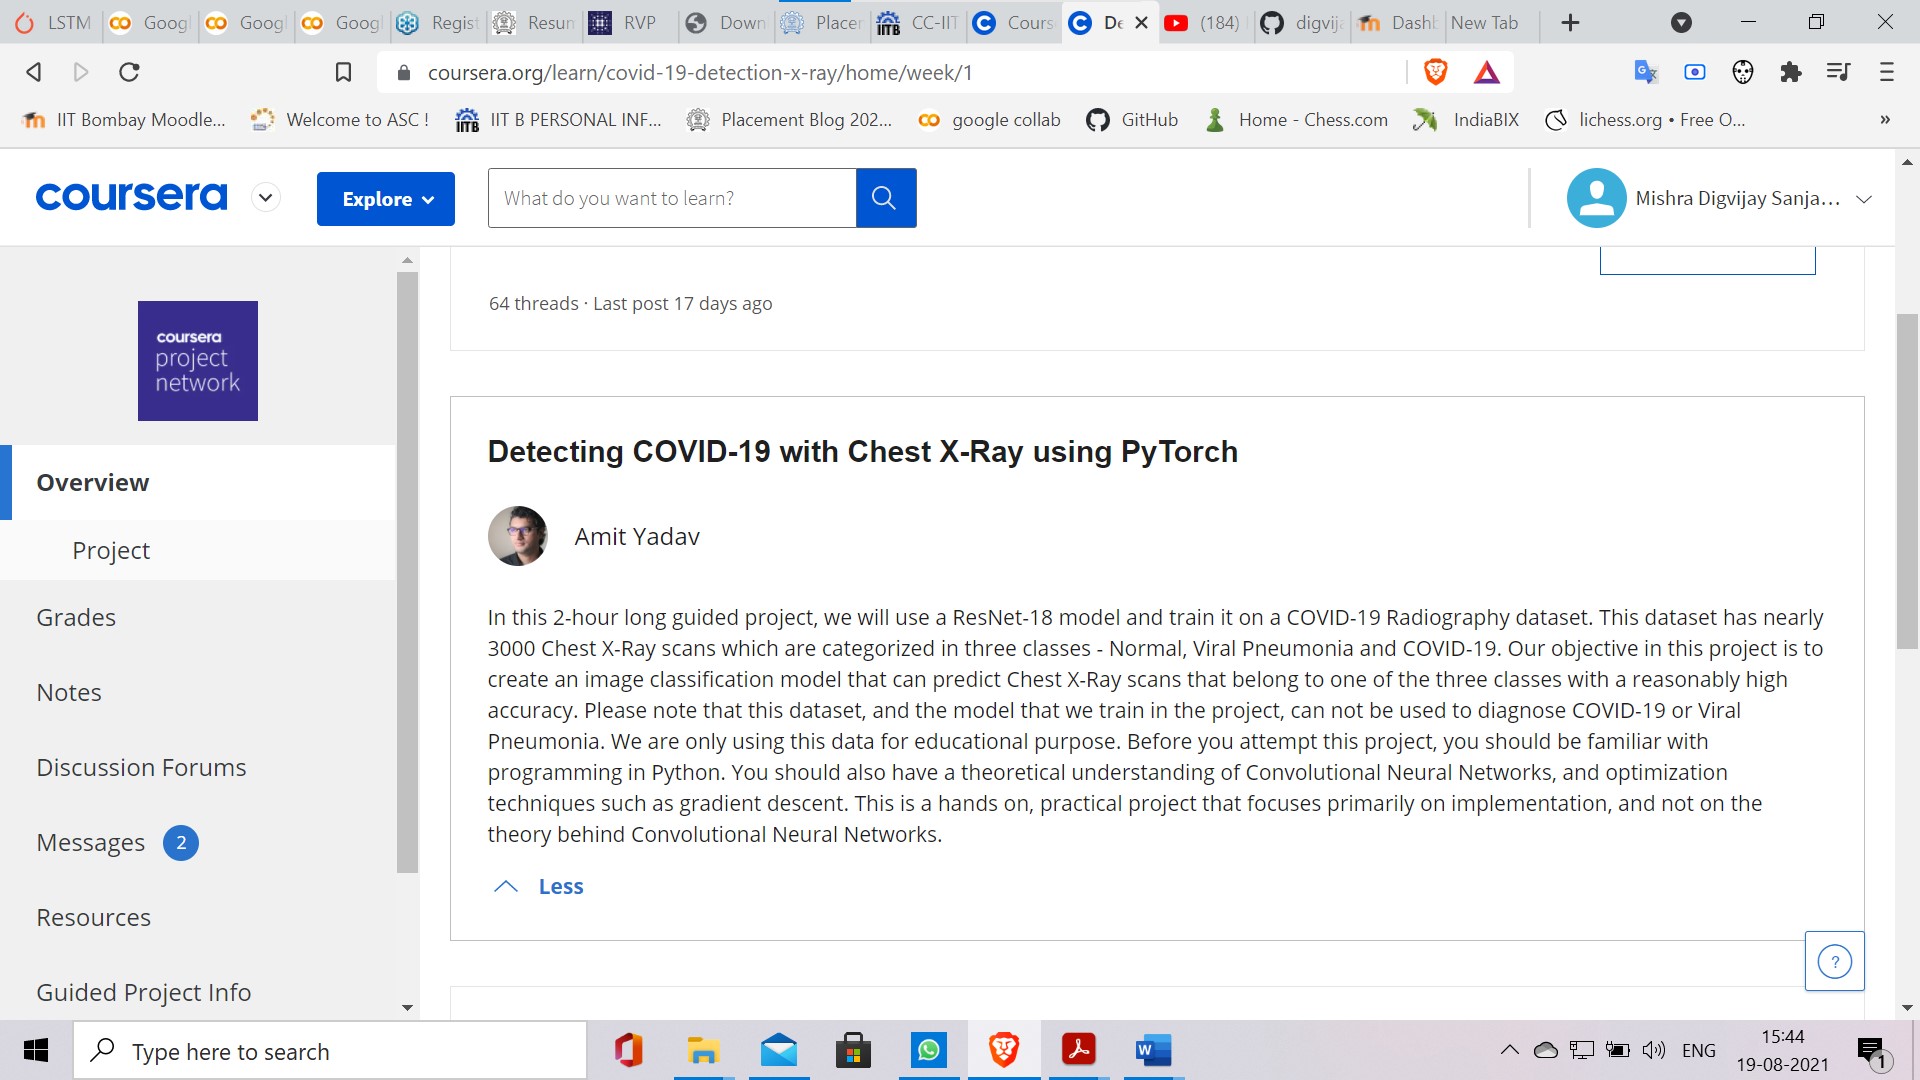 LSTM Googl Googl Googl Regist Resun RVP Down Placer CC-IIT Cours De (184) digvija Dashb New Tab
coursera.org/learn/covid-19-detection-x-ray/home/week/1
IIT Bombay Moodle... Welcome to ASC ! IIT B PERSONAL INF... Placement Blog 202... google collab GitHub Home - Chess.com IndiaBIX lichess.org • Free O... »
coursera Explore What do you want to learn? Mishra Digvijay Sanja...
64 threads · Last post 17 days ago
coursera
project
network
Overview
Project
Grades
Notes
Discussion Forums
Messages 2
Resources
Guided Project Info
Detecting COVID-19 with Chest X-Ray using PyTorch
Amit Yadav
In this 2-hour long guided project, we will use a ResNet-18 model and train it on a COVID-19 Radiography dataset. This dataset has nearly
3000 Chest X-Ray scans which are categorized in three classes - Normal, Viral Pneumonia and COVID-19. Our objective in this project is to
create an image classification model that can predict Chest X-Ray scans that belong to one of the three classes with a reasonably high
accuracy. Please note that this dataset, and the model that we train in the project, can not be used to diagnose COVID-19 or Viral
Pneumonia. We are only using this data for educational purpose. Before you attempt this project, you should be familiar with
programming in Python. You should also have a theoretical understanding of Convolutional Neural Networks, and optimization
techniques such as gradient descent. This is a hands on, practical project that focuses primarily on implementation, and not on the
theory behind Convolutional Neural Networks.
Less
?
Type here to search
W
ENG
15:44
19-08-2021
1